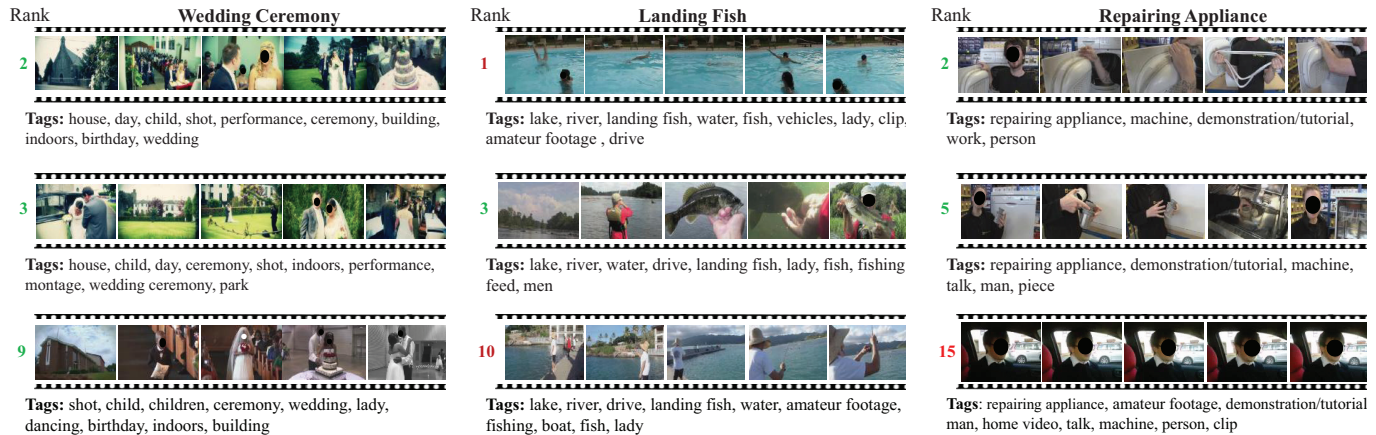 Rank Wedding Ceremony
2
Tags: house, day, child, shot, performance, ceremony, building,
indoors, birthday, wedding
3
Tags: house, child, day, ceremony, shot, indoors, performance,
montage, wedding ceremony, park
9
Tags: shot, child, children, ceremony, wedding, lady,
dancing, birthday, indoors, building
Rank Landing Fish
1
Tags: lake, river, landing fish, water, fish, vehicles, lady, clip,
amateur footage , drive
3
Tags: lake, river, water, drive, landing fish, lady, fish, fishing
feed, men
10
Tags: lake, river, drive, landing fish, water, amateur footage,
fishing, boat, fish, lady
Rank Repairing Appliance
2
Tags: repairing appliance, machine, demonstration/tutorial,
work, person
5
Tags: repairing appliance, demonstration/tutorial, machine,
talk, man, piece
15
Tags: repairing appliance, amateur footage, demonstration/tutorial
man, home video, talk, machine, person, clip